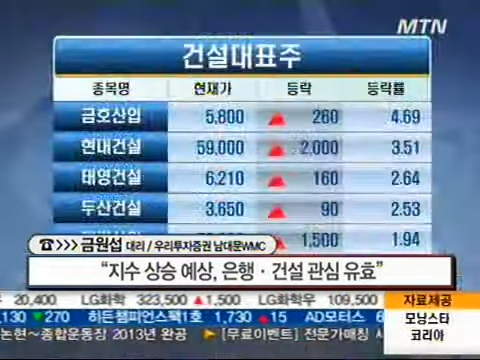 MTN
건설대표주
종목명 현재가 등락 등락률
금호산업 5,800 ▲ 260 4.69
현대건설 59,000 ▲ 2,000 3.51
태영건설 6,210 ▲ 160 2.64
두산건설 3,650 ▲ 90 2.53
▲ 1,500 1.94
☎>>> 금원섭 대리 / 우리투자증권 남대문WMC
“지수 상승 예상, 은행·건설 관심 유효”
20,400 LG화학 323,500 ▲1,500 LG화학우 109,500
,130 ▼270 히든챔피언스팩1호 1,730 ▲15 AD모터스
논현~종합운동장 2013년 완공 ▶ [무료이벤트] 전문가매칭
자료제공
모닝스타
코리아